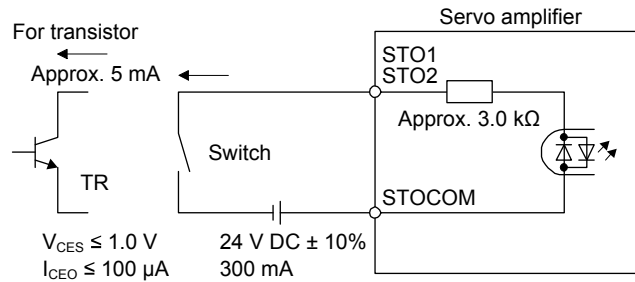 Servo amplifier
For transistor
Approx. 5 mA
STO1
STO2
Approx. 3.0 kΩ
Switch
TR
STOCOM
VCES ≤ 1.0 V
ICEO ≤ 100 µA
24 V DC ± 10%
300 mA